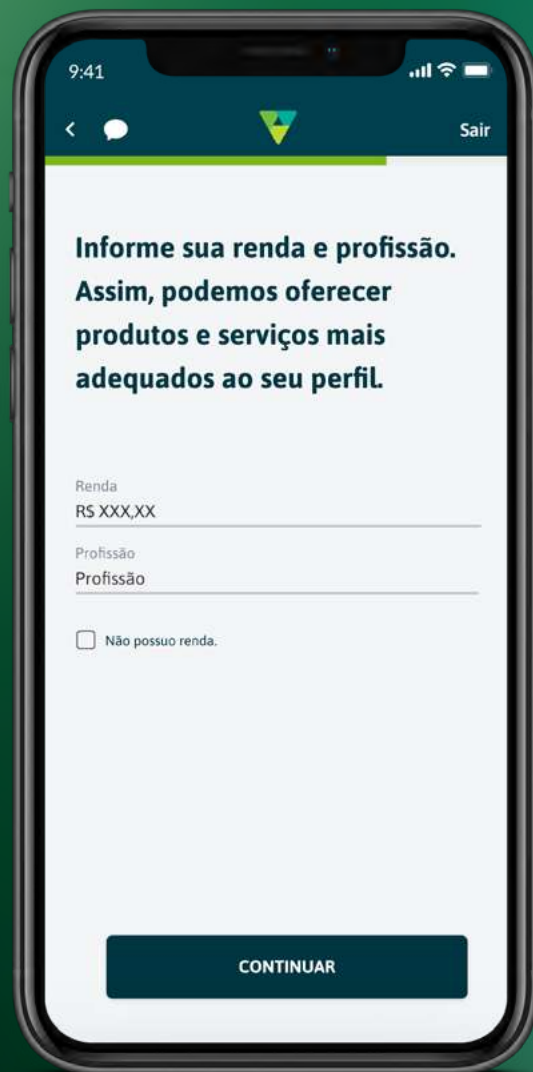 9:41
Sair
Informe sua renda e profissão.
Assim, podemos oferecer
produtos e serviços mais
adequados ao seu perfil.
Renda
R$ XXX,XX
Profissão
Profissão
Não possuo renda.
CONTINUAR